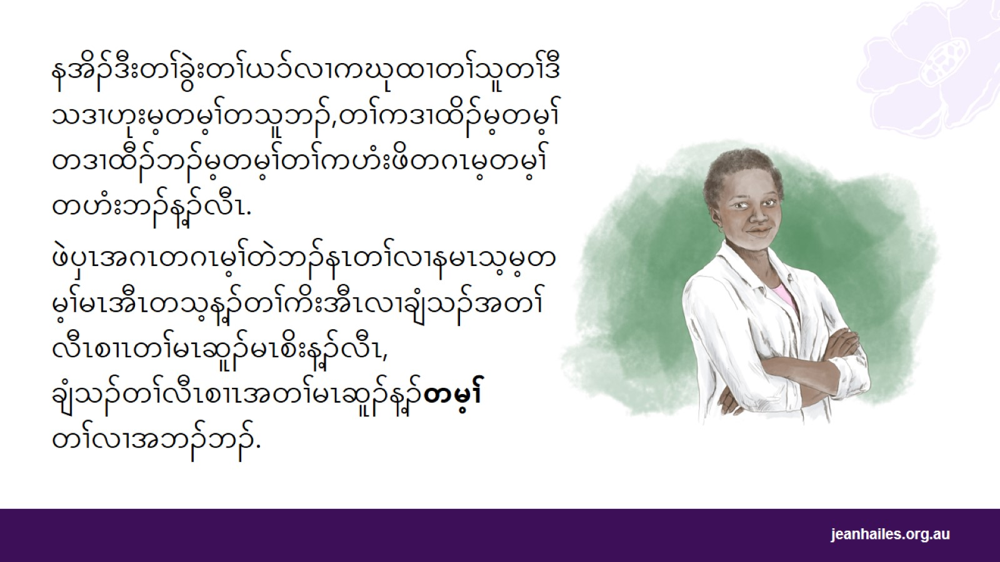 နအိၣ်ဒီးတၢ်ခွဲးတၢ်ယာ်လၢကဃုထၢတၢ်သူတၢ်ဒီ
သဒၢဟုးမ့တမ့ၢ်တသူဘၣ်,တၢ်ကဒၢထိၣ်မ့တမ့ၢ်
တဒၢထီၣ်ဘၣ်မ့တမ့ၢ်တၢ်ကဟံးဖိတဂၤမ့တမ့ၢ်
တဟံးဘၣ်န့ၣ်လီၤ.
ဖဲပှၤအဂၤတဂၤမ့ၢ်တဲဘၣ်နၤတၢ်လၢနမၤသ့မ့တ
မ့ၢ်မၤအီၤတသ့န့ၣ်တၢ်ကိးအီၤလၢချံသၣ်အတၢ်
လီၤစၢၤတၢ်မၤဆူၣ်မၤစိးန့ၣ်လီၤ,
ချံသၣ်တၢ်လီၤစၢၤအတၢ်မၤဆူၣ်န့ၣ်တမ့ၢ်
တၢ်လၢအဘၣ်ဘၣ်.
jeanhailes.org.au